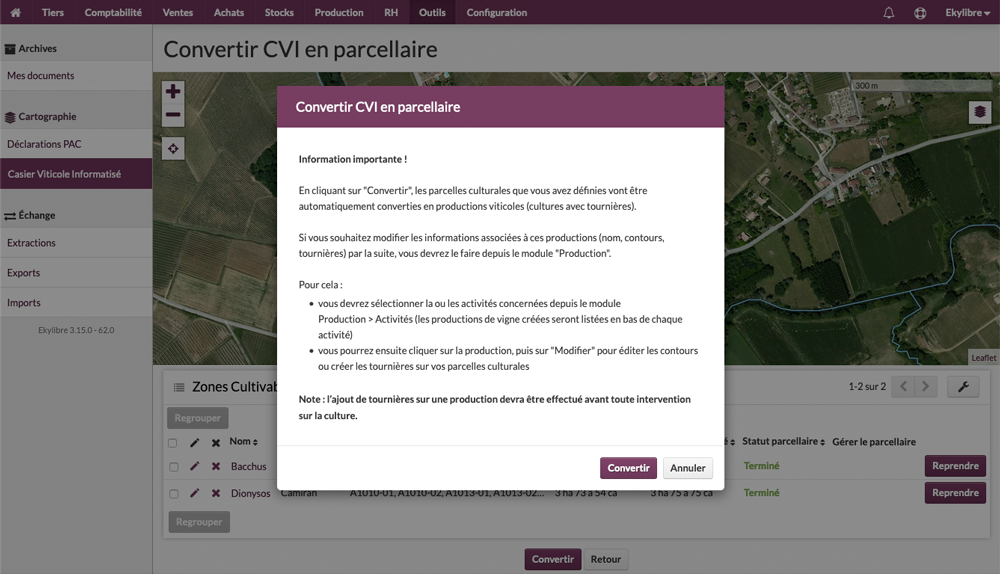 Tiers Comptabilité Ventes Achats Stocks Production RH Outils Configuration Ekylibre
Archives
Mes documents
Cartographie
Déclarations PAC
Casier Viticole Informatisé
Échange
Extractions
Exports
Imports
Ekylibre 3.15.0 - 62.0
Convertir CVI en parcellaire
300 m
Convertir CVI en parcellaire
Information importante !
En cliquant sur "Convertir", les parcelles culturales que vous avez définies vont être
automatiquement converties en productions viticoles (cultures avec tournières).
Si vous souhaitez modifier les informations associées à ces productions (nom, contours,
tournières) par la suite, vous devrez le faire depuis le module "Production".
Pour cela :
• vous devrez sélectionner la ou les activités concernées depuis le module
Production > Activités (les productions de vigne créées seront listées en bas de chaque
activité)
• vous pourrez ensuite cliquer sur la production, puis sur "Modifier" pour éditer les contours
ou créer les tournières sur vos parcelles culturales
Note : l'ajout de tournières sur une production devra être effectué avant toute intervention
sur la culture.
Convertir Annuler
Leaflet
Zones Cultivab
1-2 sur 2
Regrouper
Nom Statut parcellaire Gérer le parcellaire
Bacchus Terminé Reprendre
Dionysos Camiran A1010-01, A1010-02, A1013-01, A1013-02... 3 ha 73 a 54 ca 3 ha 75 a 75 ca Terminé Reprendre
Regrouper
Convertir Retour